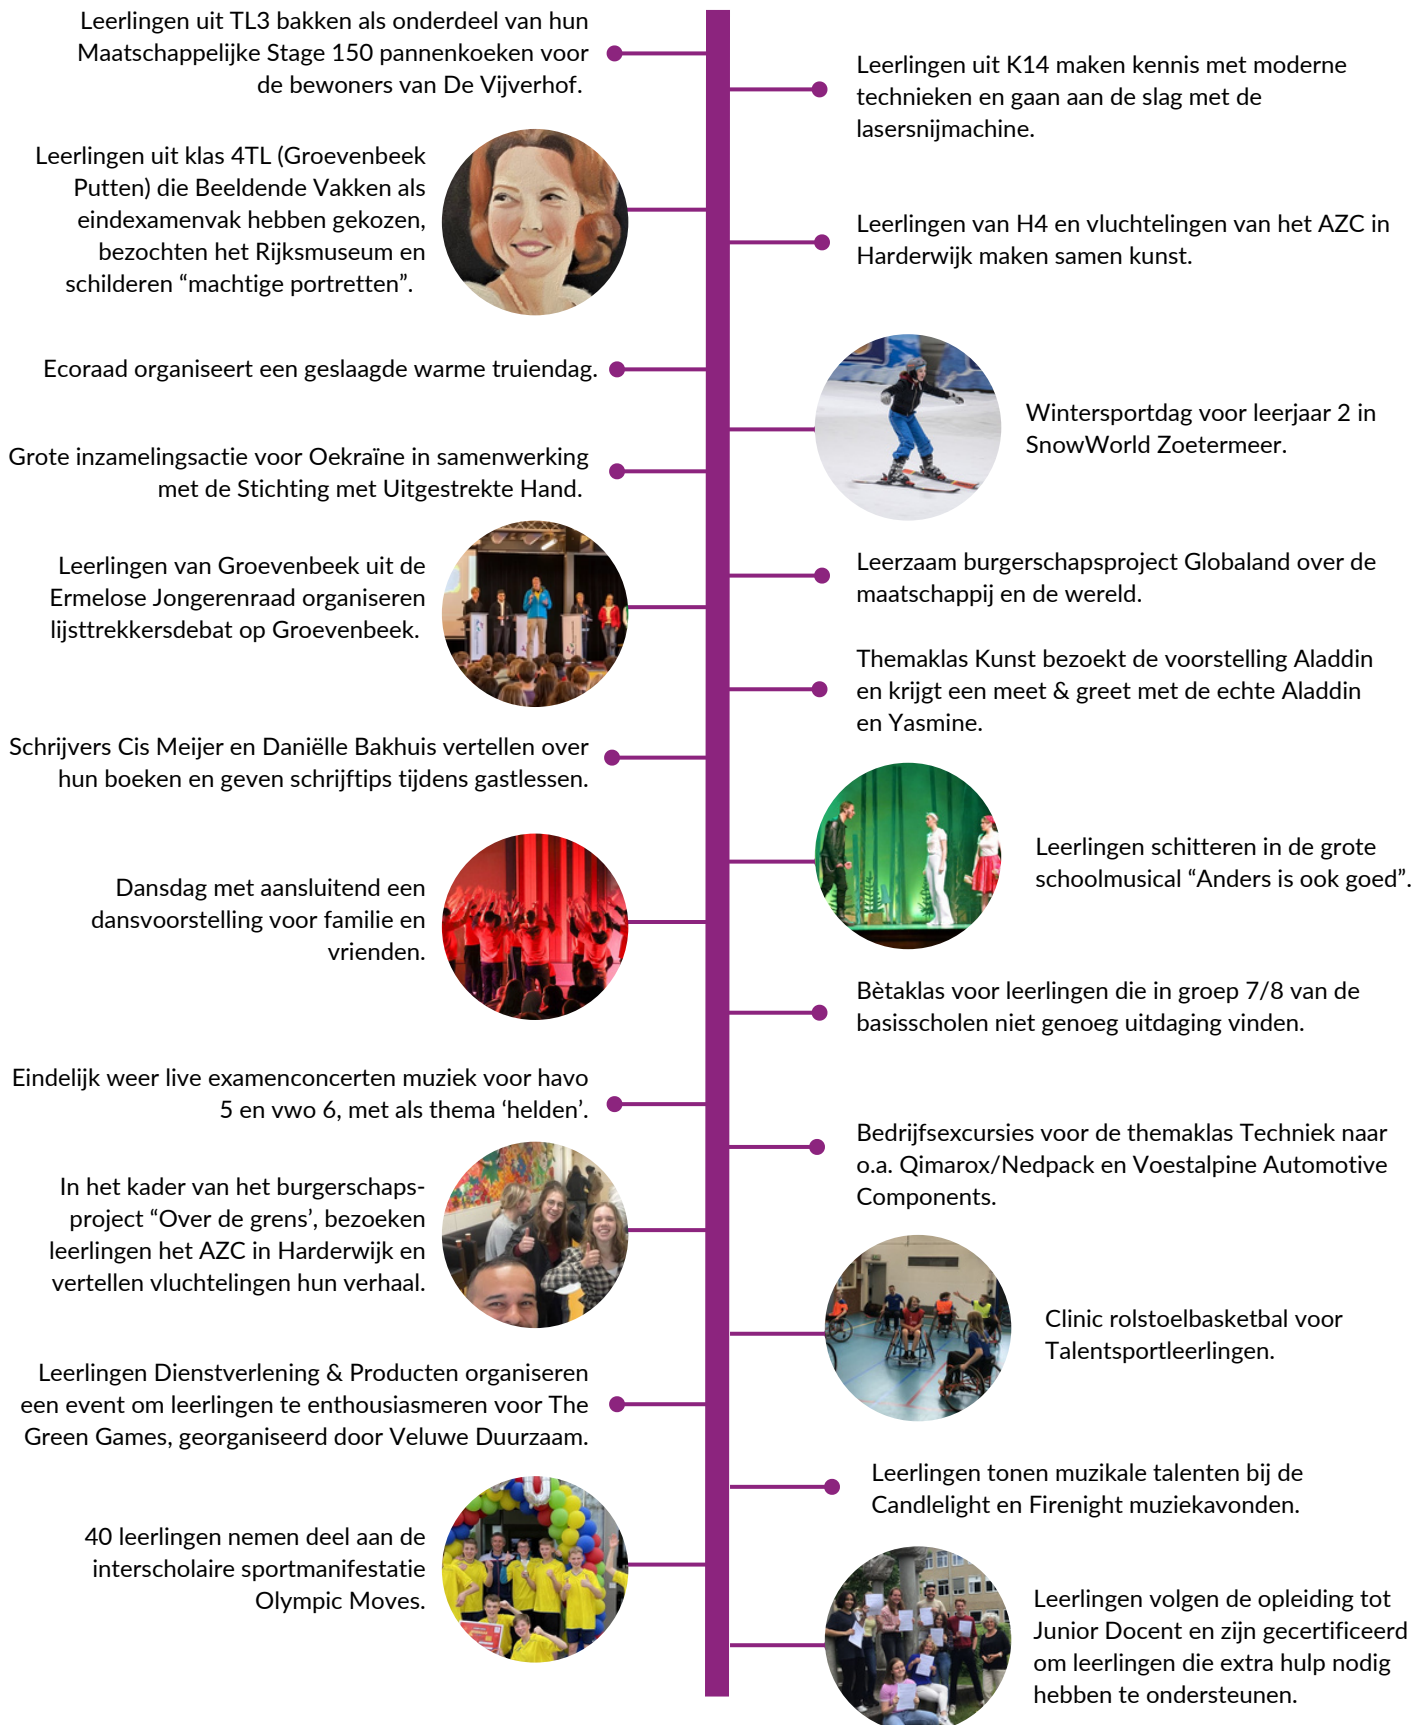 Leerlingen uit TL3 bakken als onderdeel van hun
Maatschappelijke Stage 150 pannenkoeken voor
de bewoners van De Vijverhof.
Leerlingen uit K14 maken kennis met moderne
technieken en gaan aan de slag met de
lasersnijmachine.
Leerlingen uit klas 4TL (Groevenbeek
Putten) die Beeldende Vakken als
eindexamenvak hebben gekozen,
bezochten het Rijksmuseum en
schilderen “machtige portretten”.
Leerlingen van H4 en vluchtelingen van het AZC in
Harderwijk maken samen kunst.
Ecoraad organiseert een geslaagde warme truiendag.
Wintersportdag voor leerjaar 2 in
SnowWorld Zoetermeer.
Grote inzamelingsactie voor Oekraïne in samenwerking
met de Stichting met Uitgestrekte Hand.
Leerlingen van Groevenbeek uit de
Ermelose Jongerenraad organiseren
lijsttrekkersdebat op Groevenbeek.
Leerzaam burgerschapsproject Globaland over de
maatschappij en de wereld.
Themaklas Kunst bezoekt de voorstelling Aladdin
en krijgt een meet & greet met de echte Aladdin
en Yasmine.
Schrijvers Cis Meijer en Daniëlle Bakhuis vertellen over
hun boeken en geven schrijftips tijdens gastlessen.
Leerlingen schitteren in de grote
schoolmusical “Anders is ook goed”.
Dansdag met aansluitend een
dansvoorstelling voor familie en
vrienden.
Bètaklas voor leerlingen die in groep 7/8 van de
basisscholen niet genoeg uitdaging vinden.
Eindelijk weer live examenconcerten muziek voor havo
5 en vwo 6, met als thema ‘helden’.
Bedrijfsexcursies voor de themaklas Techniek naar
o.a. Qimarox/Nedpack en Voestalpine Automotive
Components.
In het kader van het burgerschaps-
project “Over de grens’, bezoeken
leerlingen het AZC in Harderwijk en
vertellen vluchtelingen hun verhaal.
Clinic rolstoelbasketbal voor
Talentsportleerlingen.
Leerlingen Dienstverlening & Producten organiseren
een event om leerlingen te enthousiasmeren voor The
Green Games, georganiseerd door Veluwe Duurzaam.
Leerlingen tonen muzikale talenten bij de
Candlelight en Firenight muziekavonden.
40 leerlingen nemen deel aan de
interscholaire sportmanifestatie
Olympic Moves.
Leerlingen volgen de opleiding tot
Junior Docent en zijn gecertificeerd
om leerlingen die extra hulp nodig
hebben te ondersteunen.